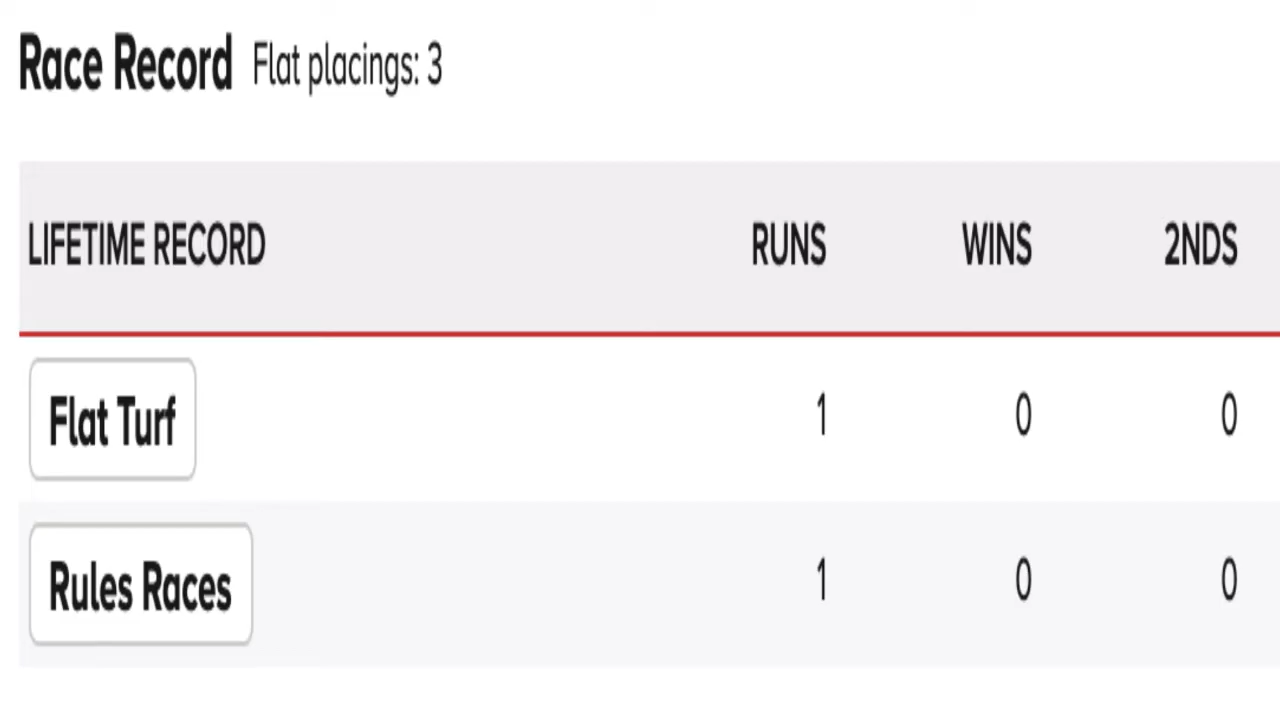 Race Record Flat placings: 3
LIFETIME RECORD RUNS WINS 2NDS
Flat Turf 1 0 0
Rules Races 1 0 0